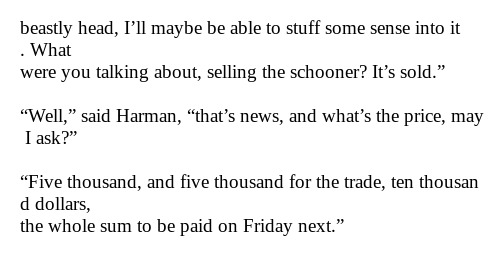 beastly head, I’ll maybe be able to stuff some sense into it
. What
were you talking about, selling the schooner? It’s sold.”
“Well,” said Harman, “that’s news, and what’s the price, may
I ask?”
“Five thousand, and five thousand for the trade, ten thousan
d dollars,
the whole sum to be paid on Friday next.”